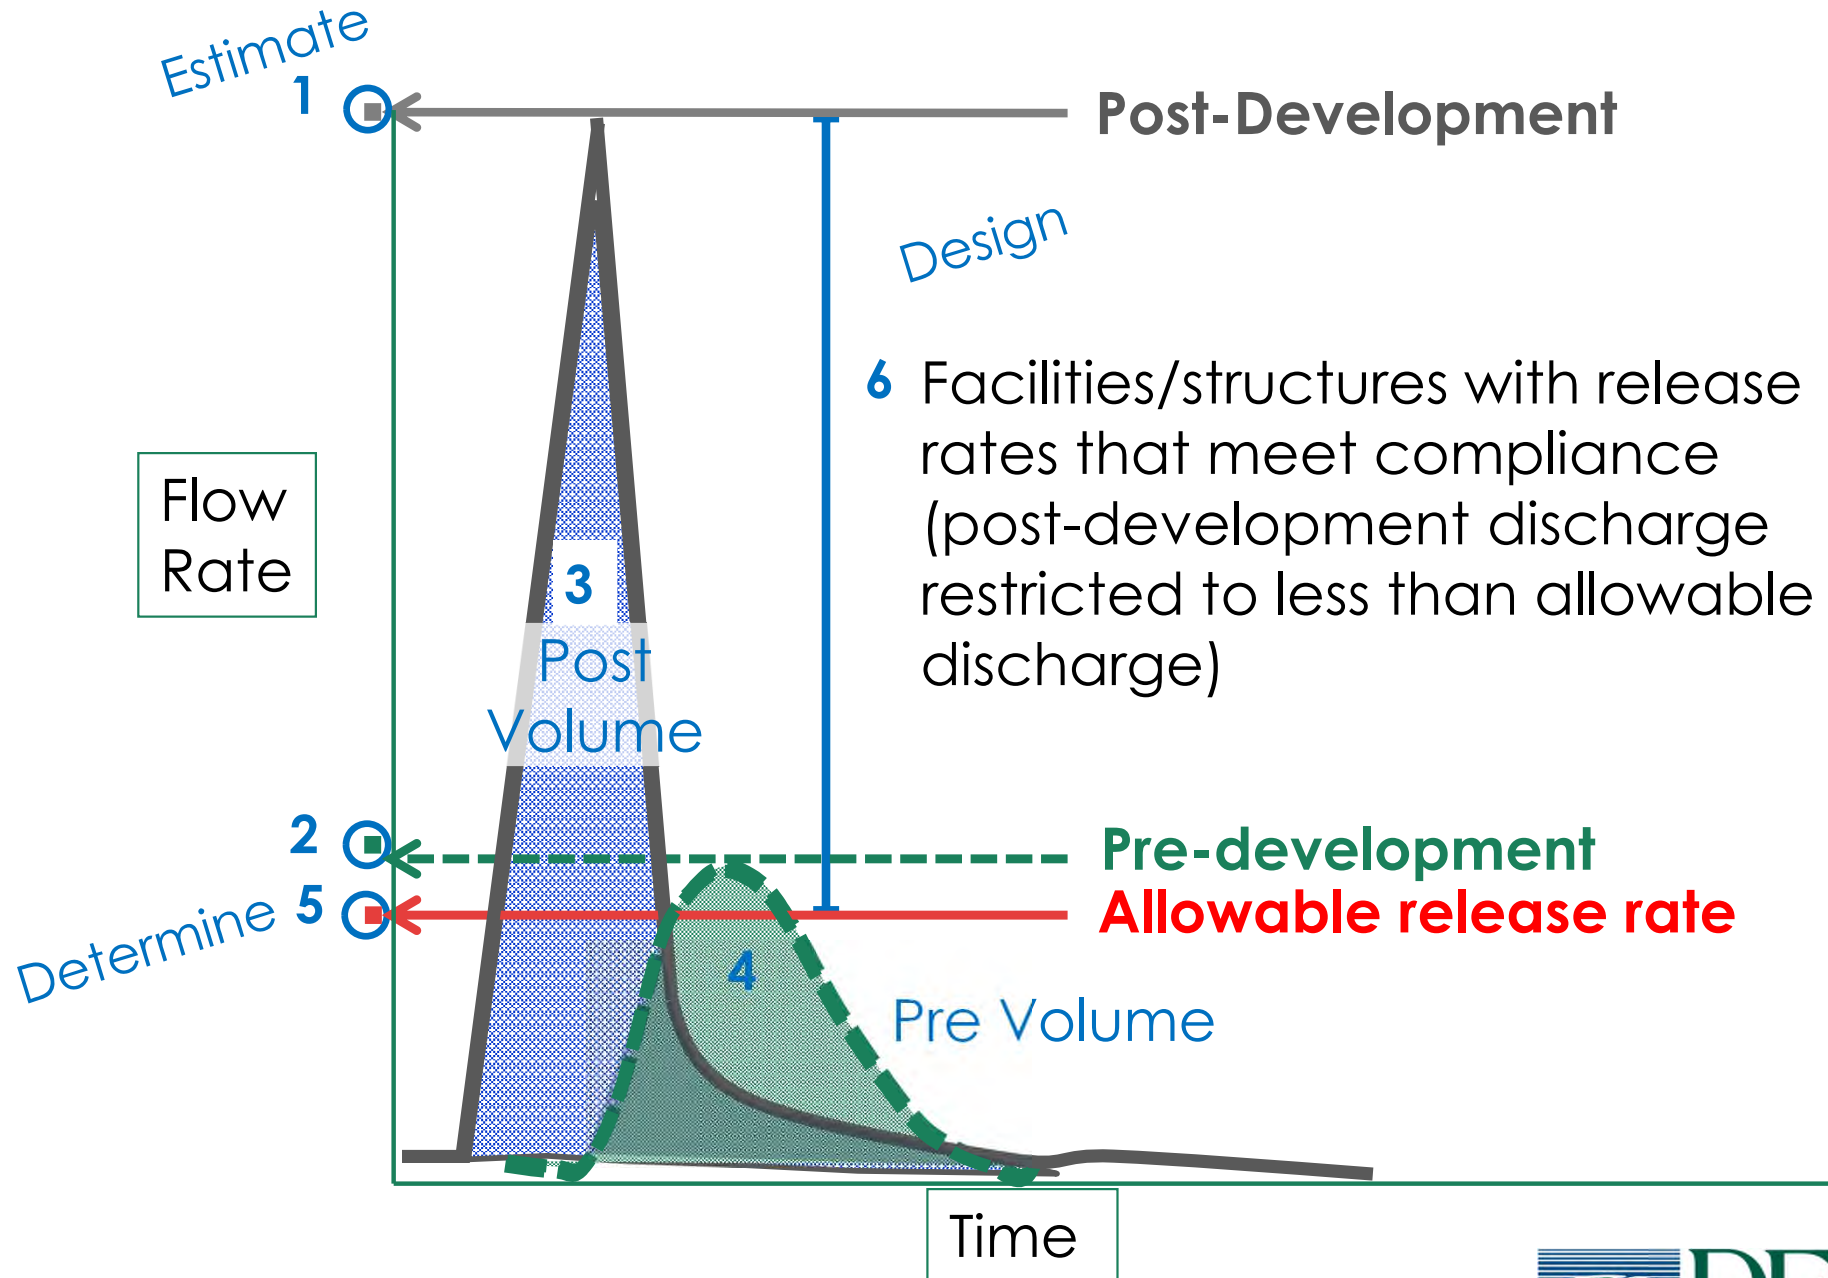 Estimate
1
Post-Development
Design
6 Facilities/structures with release
rates that meet compliance
(post-development discharge
restricted to less than allowable
discharge)
Flow
Rate
3
Post
Volume
2
Pre-development
Determine 5
Allowable release rate
4
Pre Volume
Time